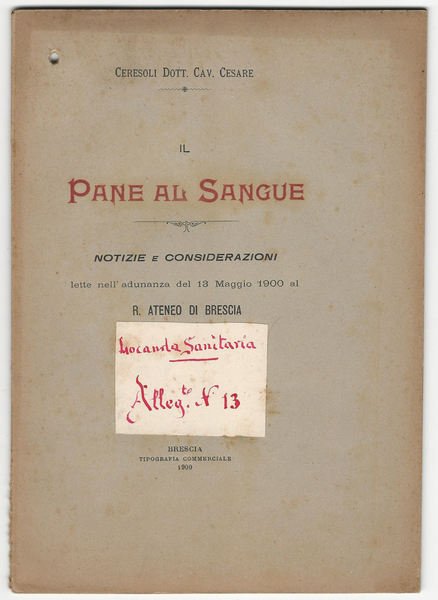 CERESOLI DOTT. CAV. CESARE
IL
PANE AL SANGUE
NOTIZIE E CONSIDERAZIONI
lette nell'adunanza del 13 Maggio 1900 al
R. ATENEO DI BRESCIA
Locanda Sanitaria
Alleg.to N 13
BRESCIA
TIPOGRAFIA COMMERCIALE
1900